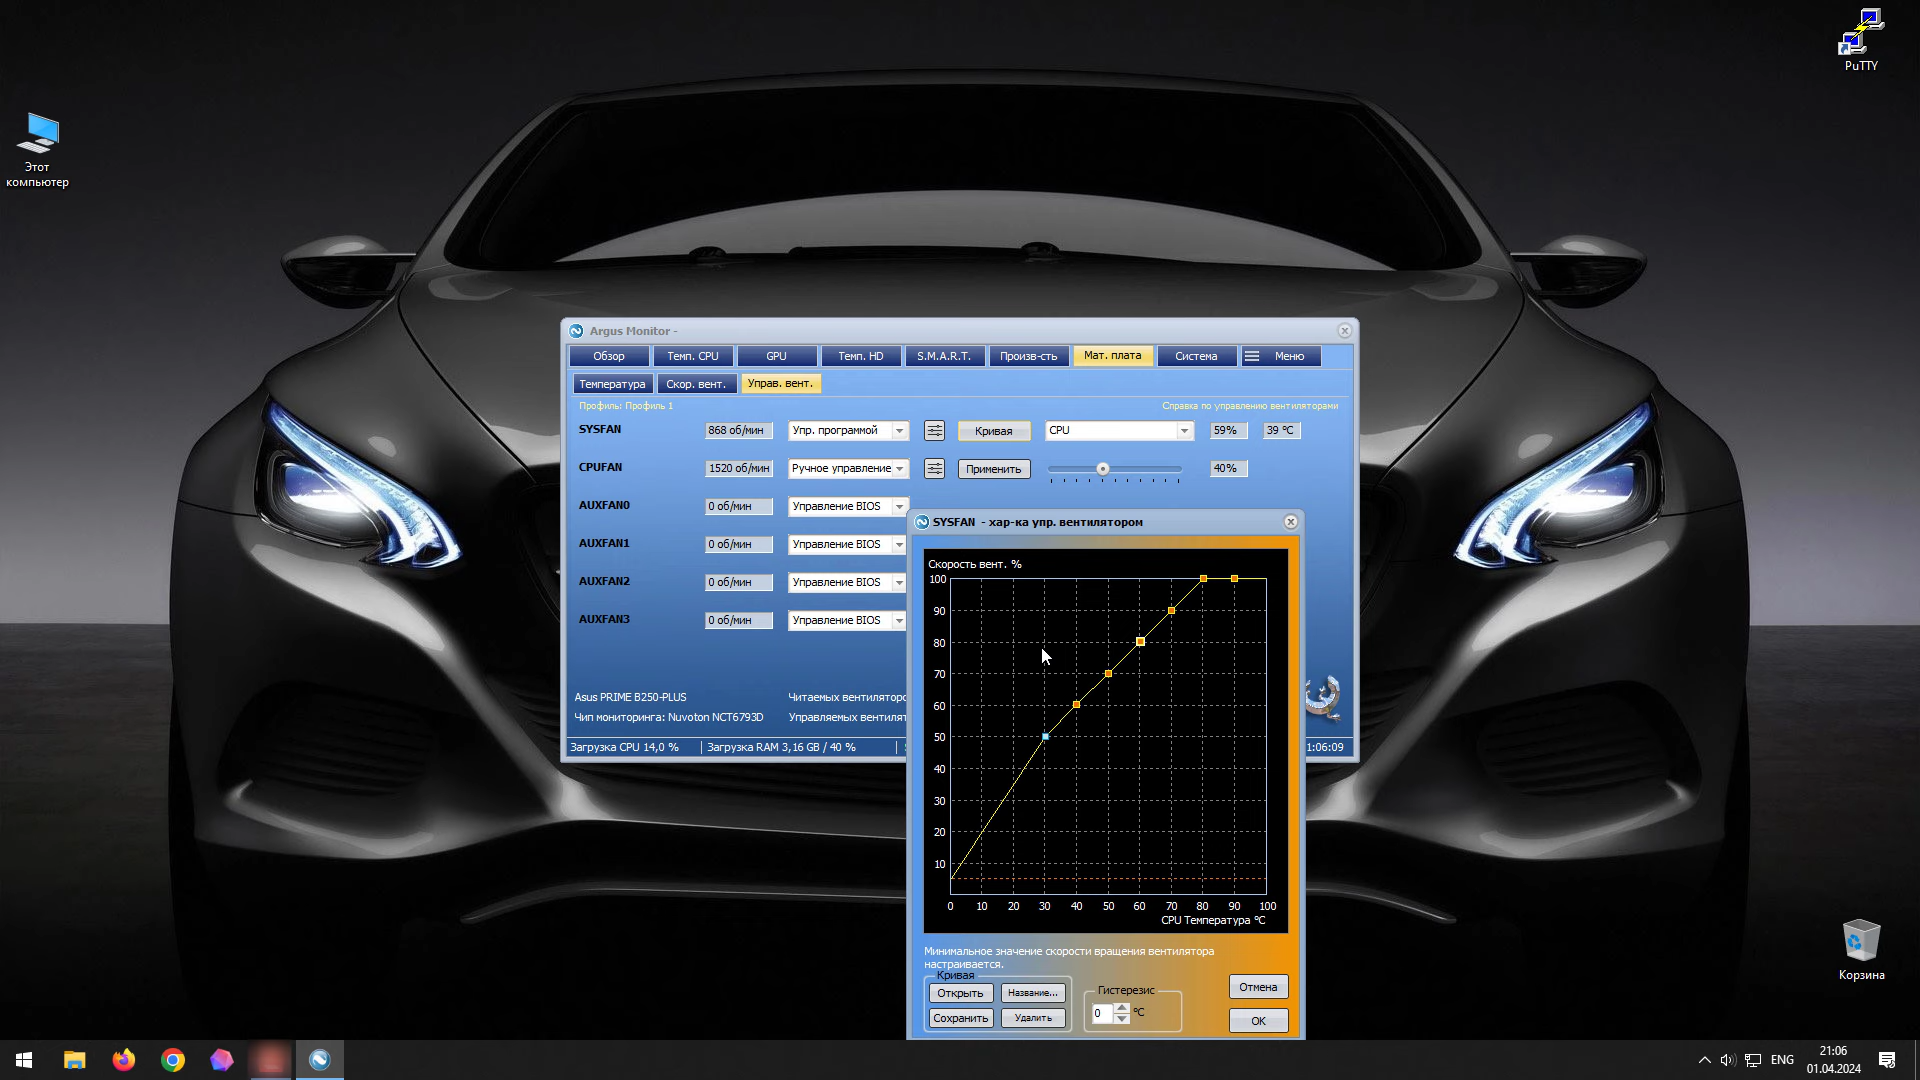 PuTTY
Этот
компьютер
Argus Monitor -
Обзор Темп. CPU GPU Темп. HD S.M.A.R.T. Произв-сть Мат. плата Система Меню
Температура Скор. вент. Управ. вент.
Профиль: Профиль 1 Справка по управлению вентиляторами
SYSFAN 868 об/мин Упр. программой Кривая CPU 59% 39 °C
CPUFAN 1520 об/мин Ручное управление Применить 40%
AUXFAN0 0 об/мин Управление BIOS
AUXFAN1 0 об/мин Управление BIOS
AUXFAN2 0 об/мин Управление BIOS
AUXFAN3 0 об/мин Управление BIOS
Asus PRIME B250-PLUS Читаемых вентиляторо
Чип мониторинга: Nuvoton NCT6793D Управляемых вентилят
Загрузка CPU 14,0 % Загрузка RAM 3,16 GB / 40 % 1:06:09
SYSFAN - хар-ка упр. вентилятором
Скорость вент. %
100
90
80
70
60
50
40
30
20
10
0 10 20 30 40 50 60 70 80 90 100
CPU Температура °C
Минимальное значение скорости вращения вентилятора
настраивается.
Кривая
Открыть Название...
Сохранить Удалить
Гистерезис
0 °C
Отмена
OK
Корзина
ENG
21:06
01.04.2024